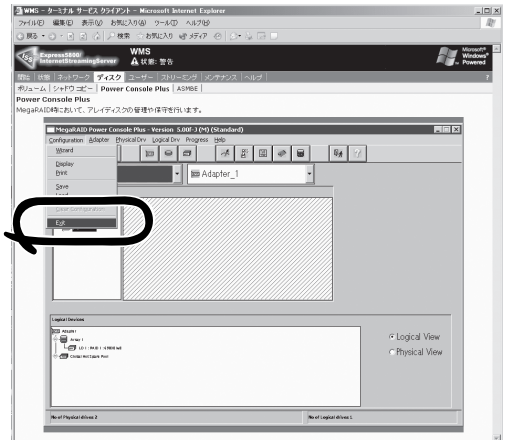 WMS - ターミナル サービス クライアント - Microsoft Internet Explorer
ファイル(F) 編集(E) 表示(V) お気に入り(A) ツール(T) ヘルプ(H)
戻る 検索 お気に入り メディア
Express5800/
InternetStreamingServer
WMS
状態: 警告
Microsoft®
Windows®
Powered
開始 | 状態 | ネットワーク | ディスク | ユーザー | ストリーミング | メンテナンス | ヘルプ | ?
ボリューム | シャドウ コピー | Power Console Plus | ASMBE |
Power Console Plus
MegaRAID時において、アレイディスクの管理や保守を行います。
MegaRAID Power Console Plus - Version 5.00f-J (M) (Standard)
Configuration Adapter Physical Drv Logical Drv Progress Help
Wizard
Display
Print
Save
Load
Clear Configuration
Exit
Adapter_1
Logical Devices
Adapter 1
Array 1
Logical View
Physical View
No of Physical drives 2
No of Logical drives 1